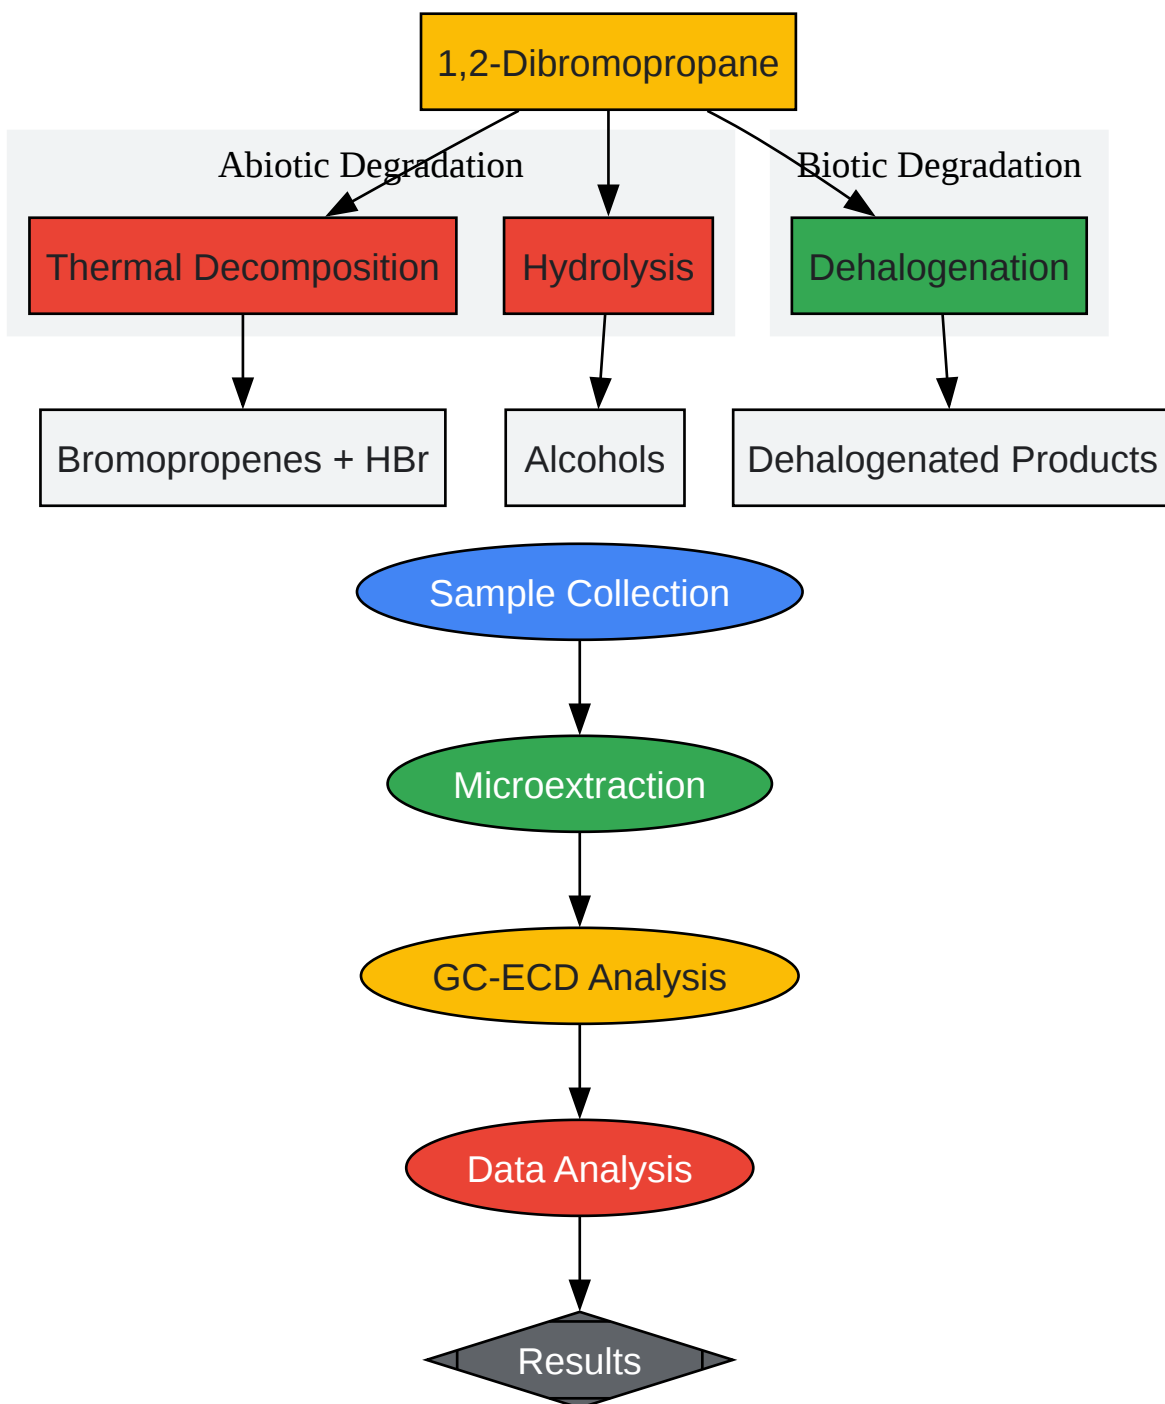 1,2-Dibromopropane
Abiotic Degradation
Biotic Degradation
Thermal Decomposition
Hydrolysis
Dehalogenation
Bromopropenes + HBr
Alcohols
Dehalogenated Products
Sample Collection
Microextraction
GC-ECD Analysis
Data Analysis
Results